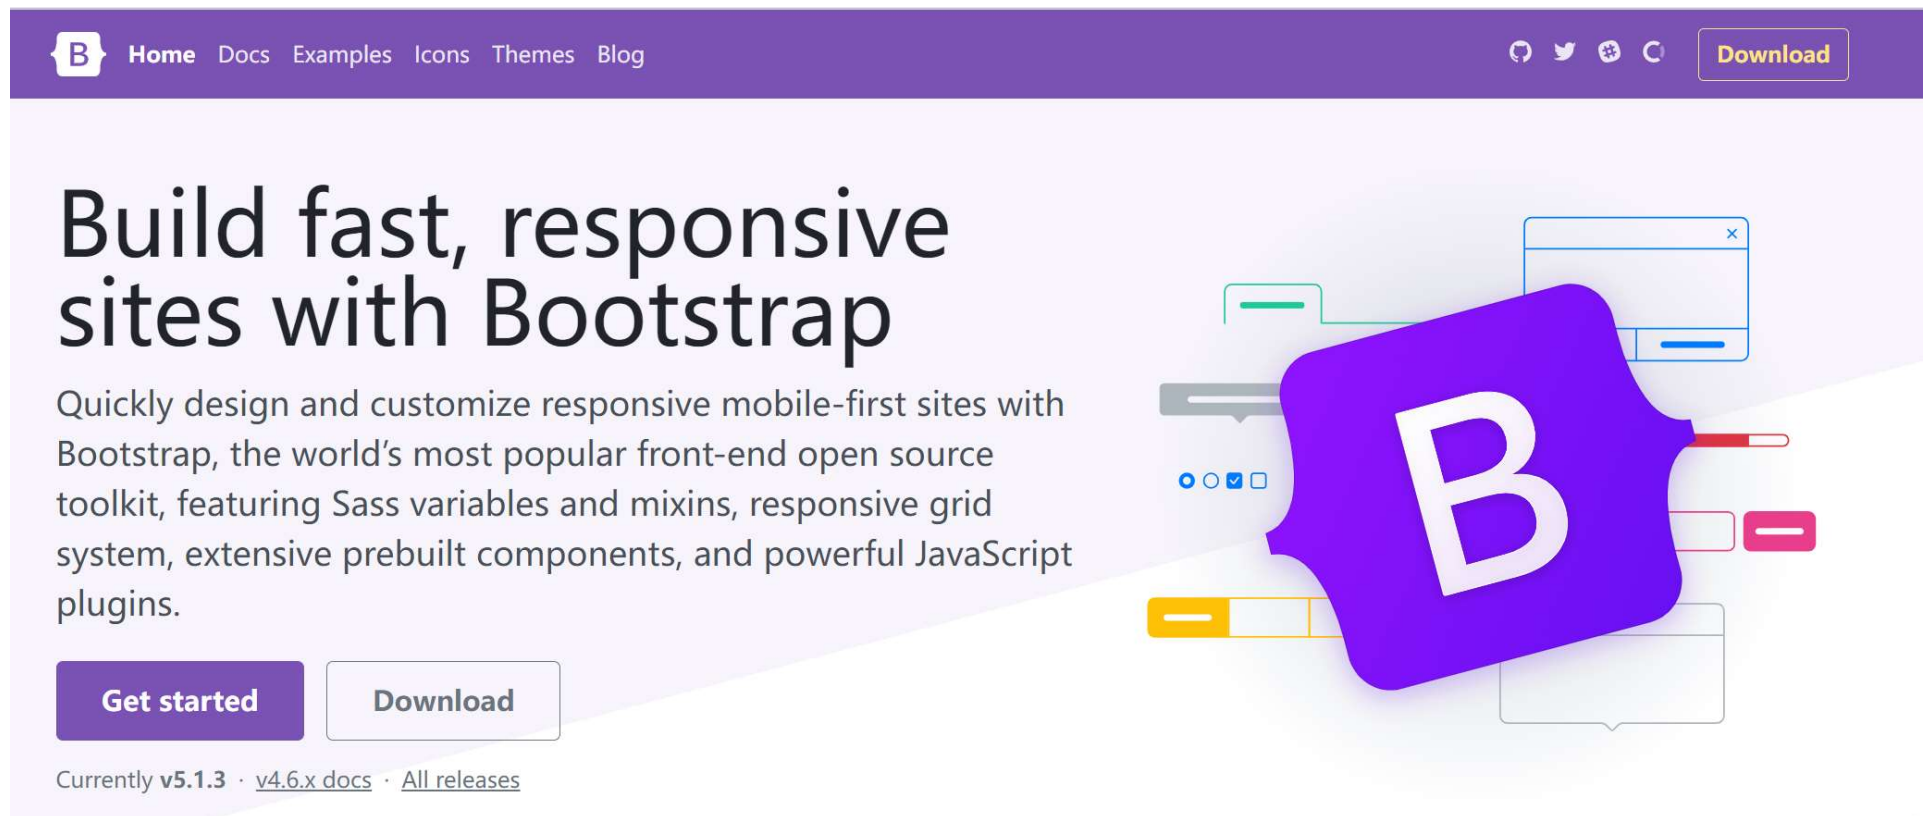 B Home Docs Examples Icons Themes Blog Download
Build fast, responsive
sites with Bootstrap
Quickly design and customize responsive mobile-first sites with
Bootstrap, the world’s most popular front-end open source
toolkit, featuring Sass variables and mixins, responsive grid
system, extensive prebuilt components, and powerful JavaScript
plugins.
Get started Download
Currently v5.1.3 · v4.6.x docs · All releases
B